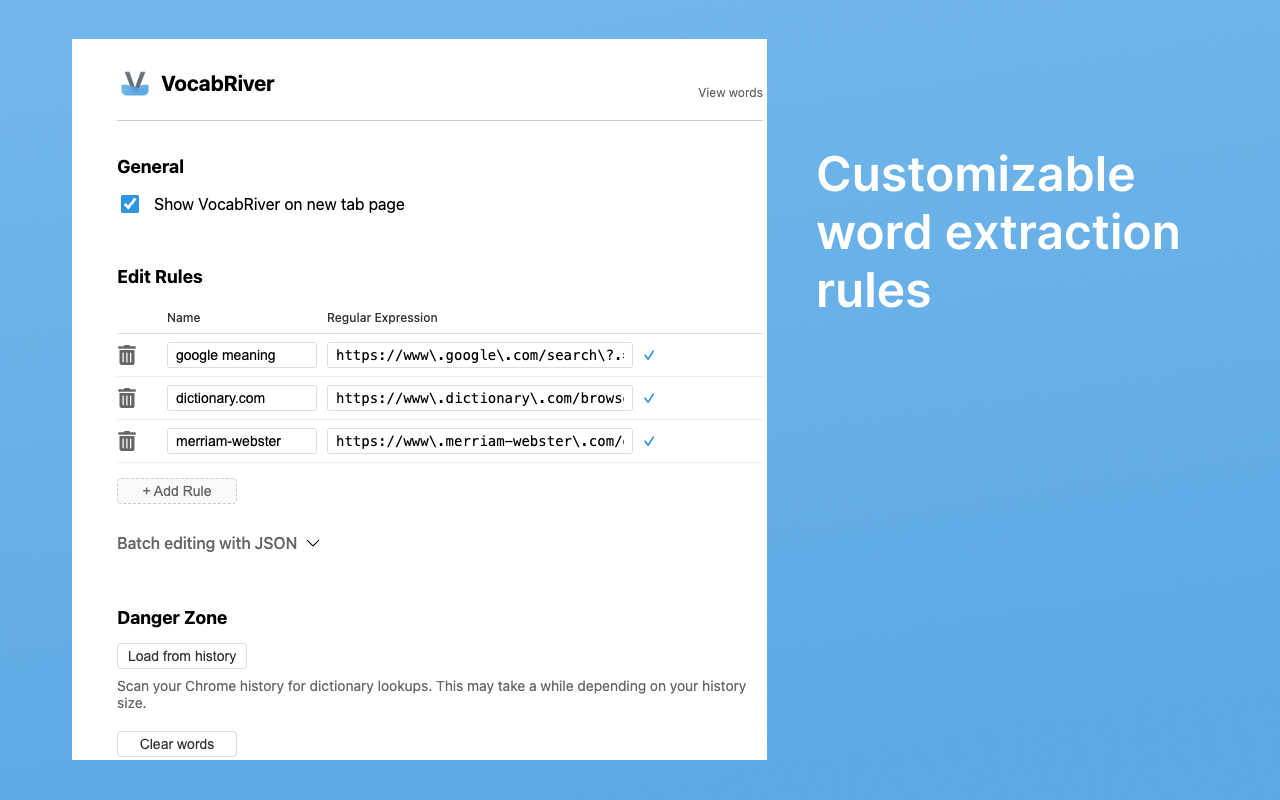 VocabRiver
View words
General
Show VocabRiver on new tab page
Edit Rules
Name Regular Expression
google meaning https://www\.google\.com/search\?.
dictionary.com https://www\.dictionary\.com/brows
merriam-webster https://www\.merriam-webster\.com/
+ Add Rule
Batch editing with JSON
Danger Zone
Load from history
Scan your Chrome history for dictionary lookups. This may take a while depending on your history
size.
Clear words
Customizable
word extraction
rules